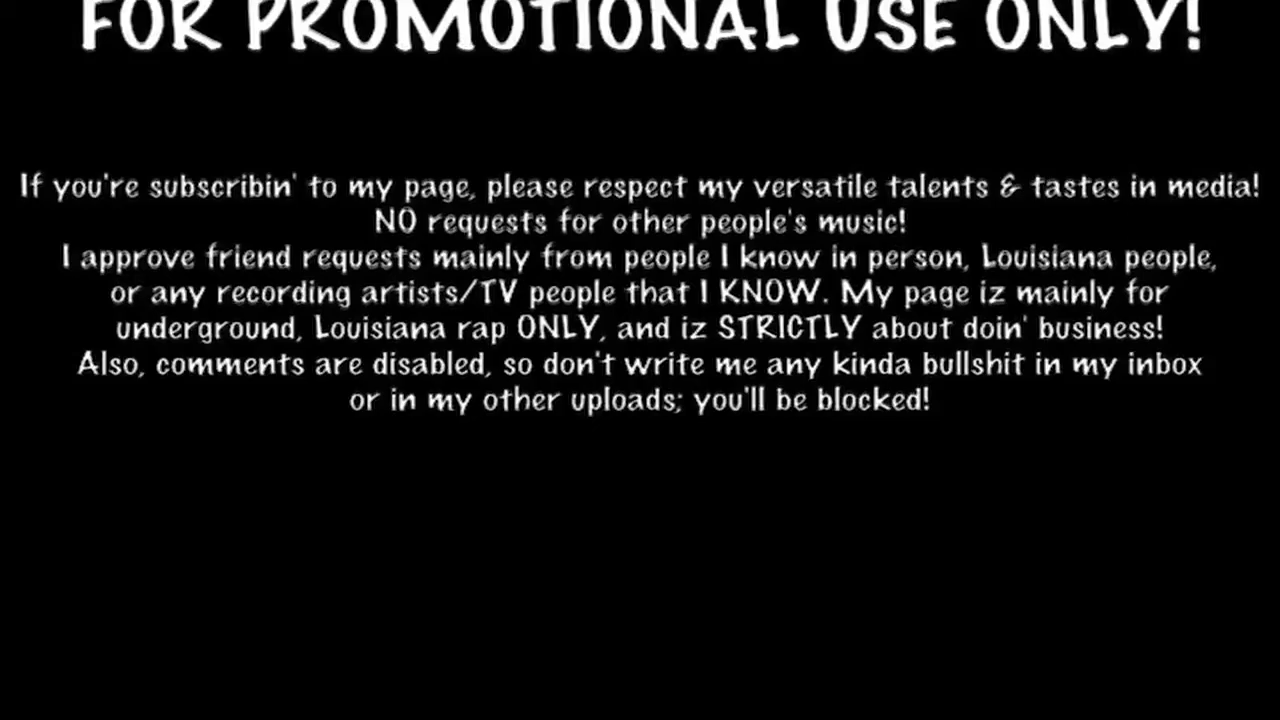 FOR PROMOTIONAL USE ONLY!
If you're subscribin' to my page, please respect my versatile talents & tastes in media!
NO requests for other people's music!
I approve friend requests mainly from people I know in person, Louisiana people,
or any recording artists/TV people that I KNOW. My page iz mainly for
underground, Louisiana rap ONLY, and iz STRICTLY about doin' business!
Also, comments are disabled, so don't write me any kinda bullshit in my inbox
or in my other uploads; you'll be blocked!